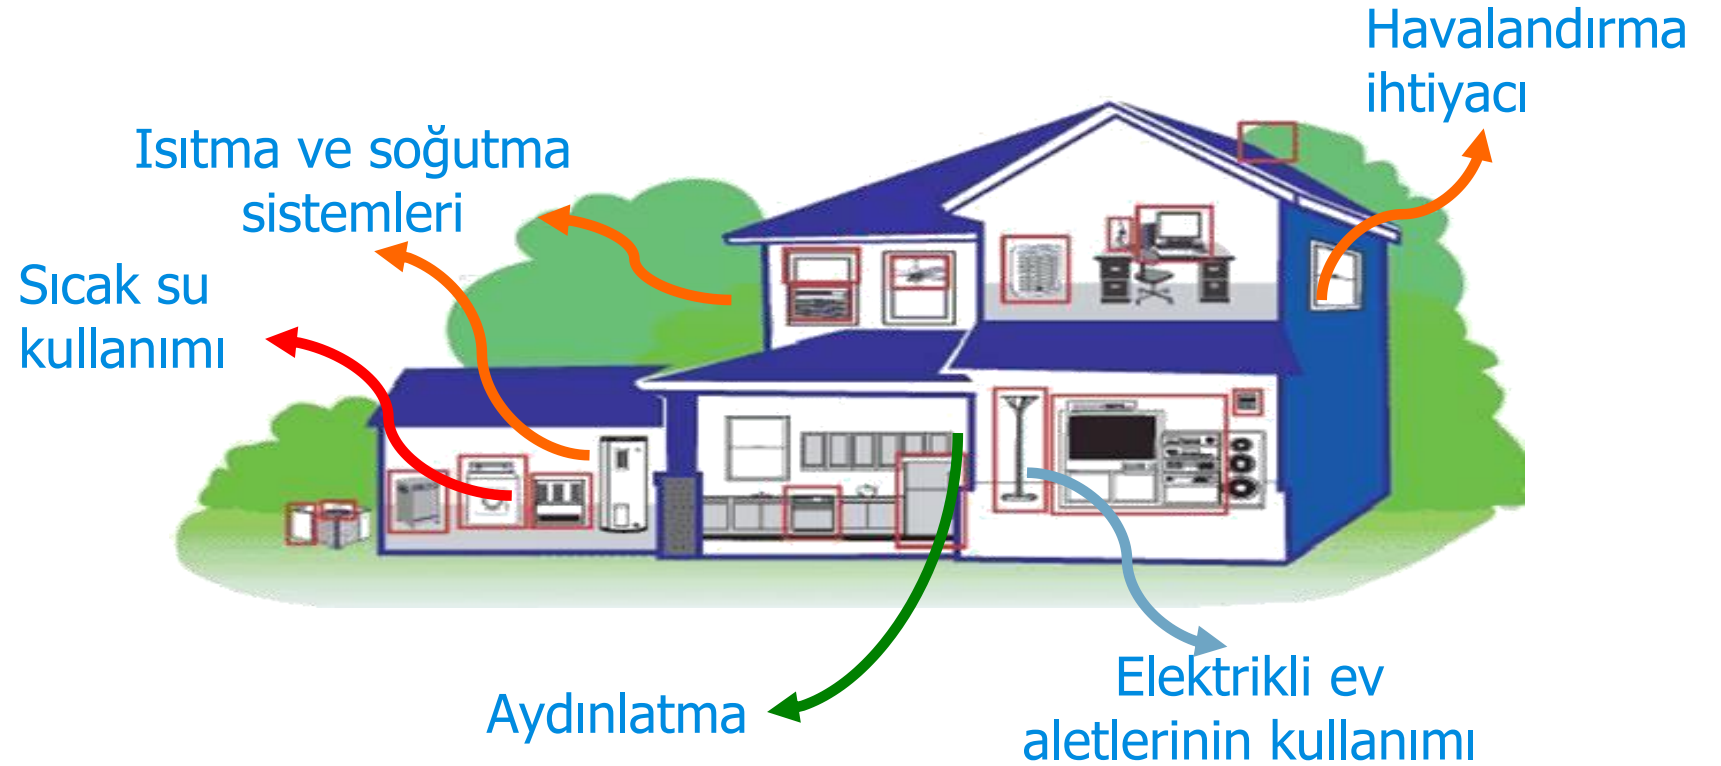 Havalandırma
ihtiyacı
Isıtma ve soğutma
sistemleri
Sıcak su
kullanımı
Aydınlatma
Elektrikli ev
aletlerinin kullanımı